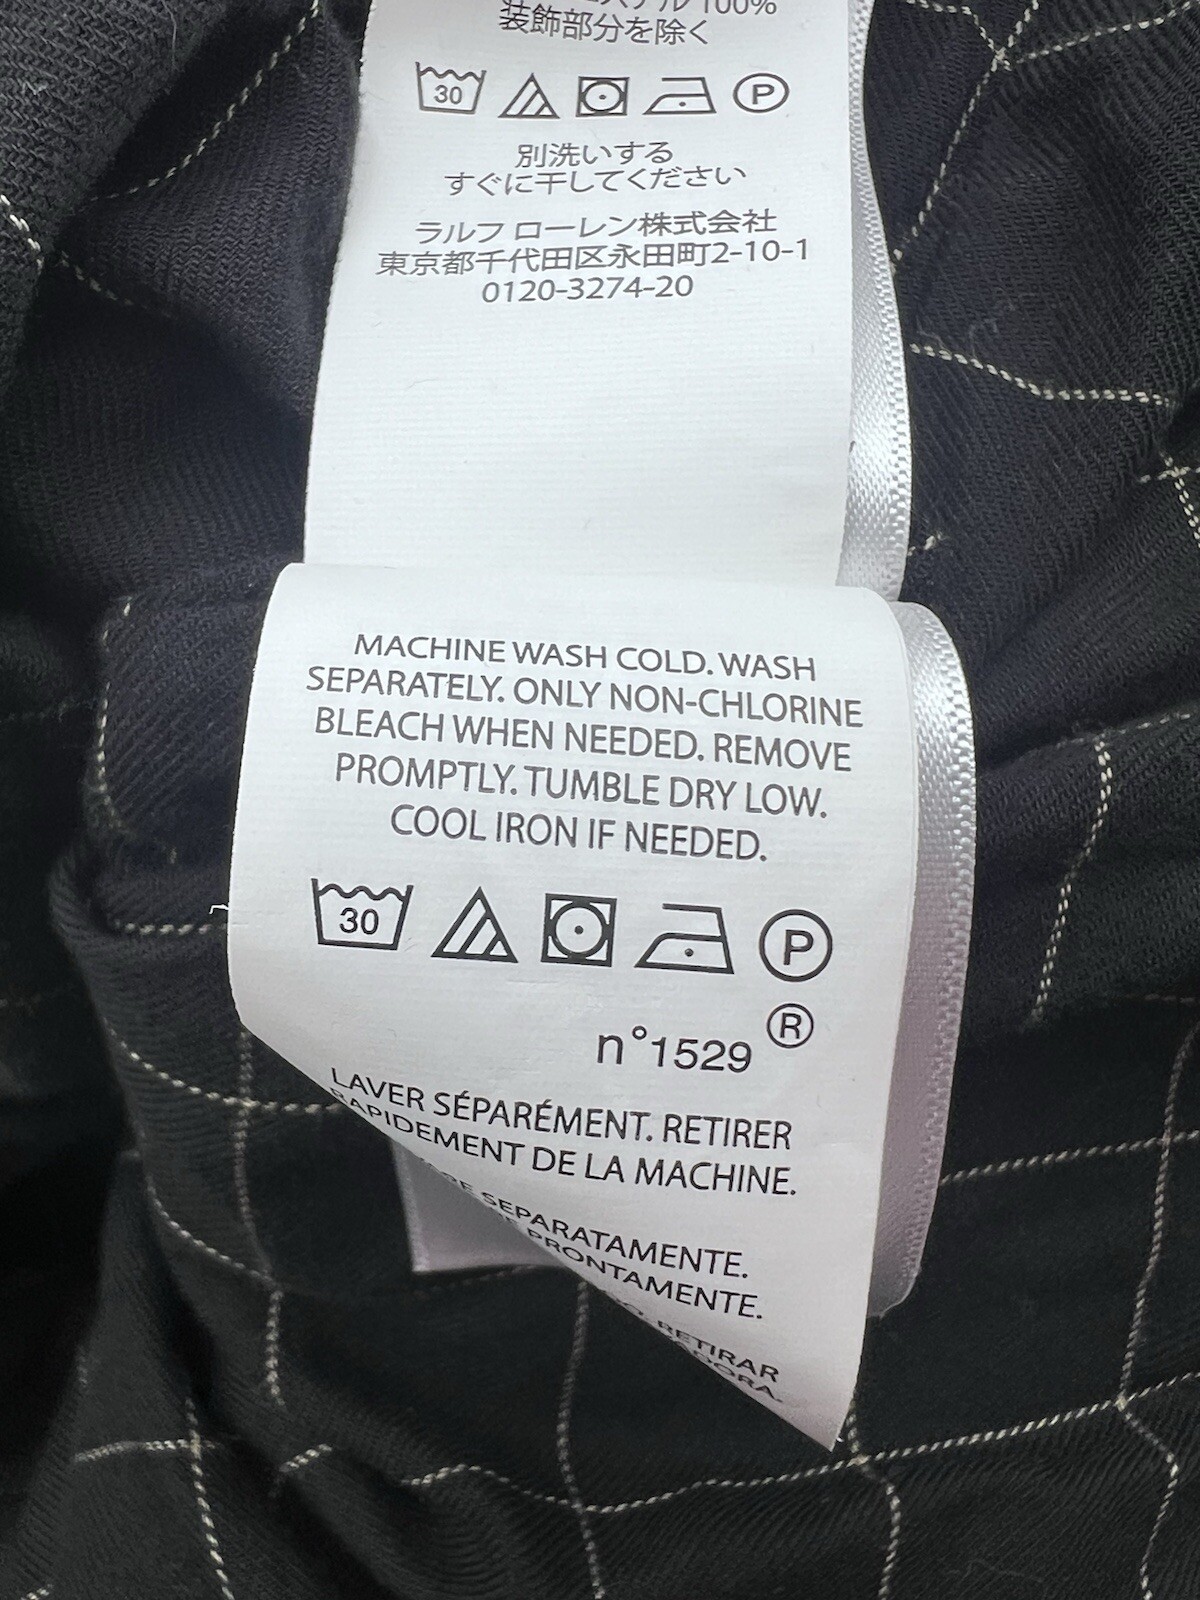 100%
装飾部分を除く
30 P
別洗いする
すぐに干してください
ラルフ ローレン株式会社
東京都千代田区永田町2-10-1
0120-3274-20
MACHINE WASH COLD. WASH
SEPARATELY. ONLY NON-CHLORINE
BLEACH WHEN NEEDED. REMOVE
PROMPTLY. TUMBLE DRY LOW.
COOL IRON IF NEEDED.
30 P
n°1529 ®
LAVER SÉPARÉMENT. RETIRER
RAPIDEMENT DE LA MACHINE.
SEPARATAMENTE.
PRONTAMENTE.
RETIRAR